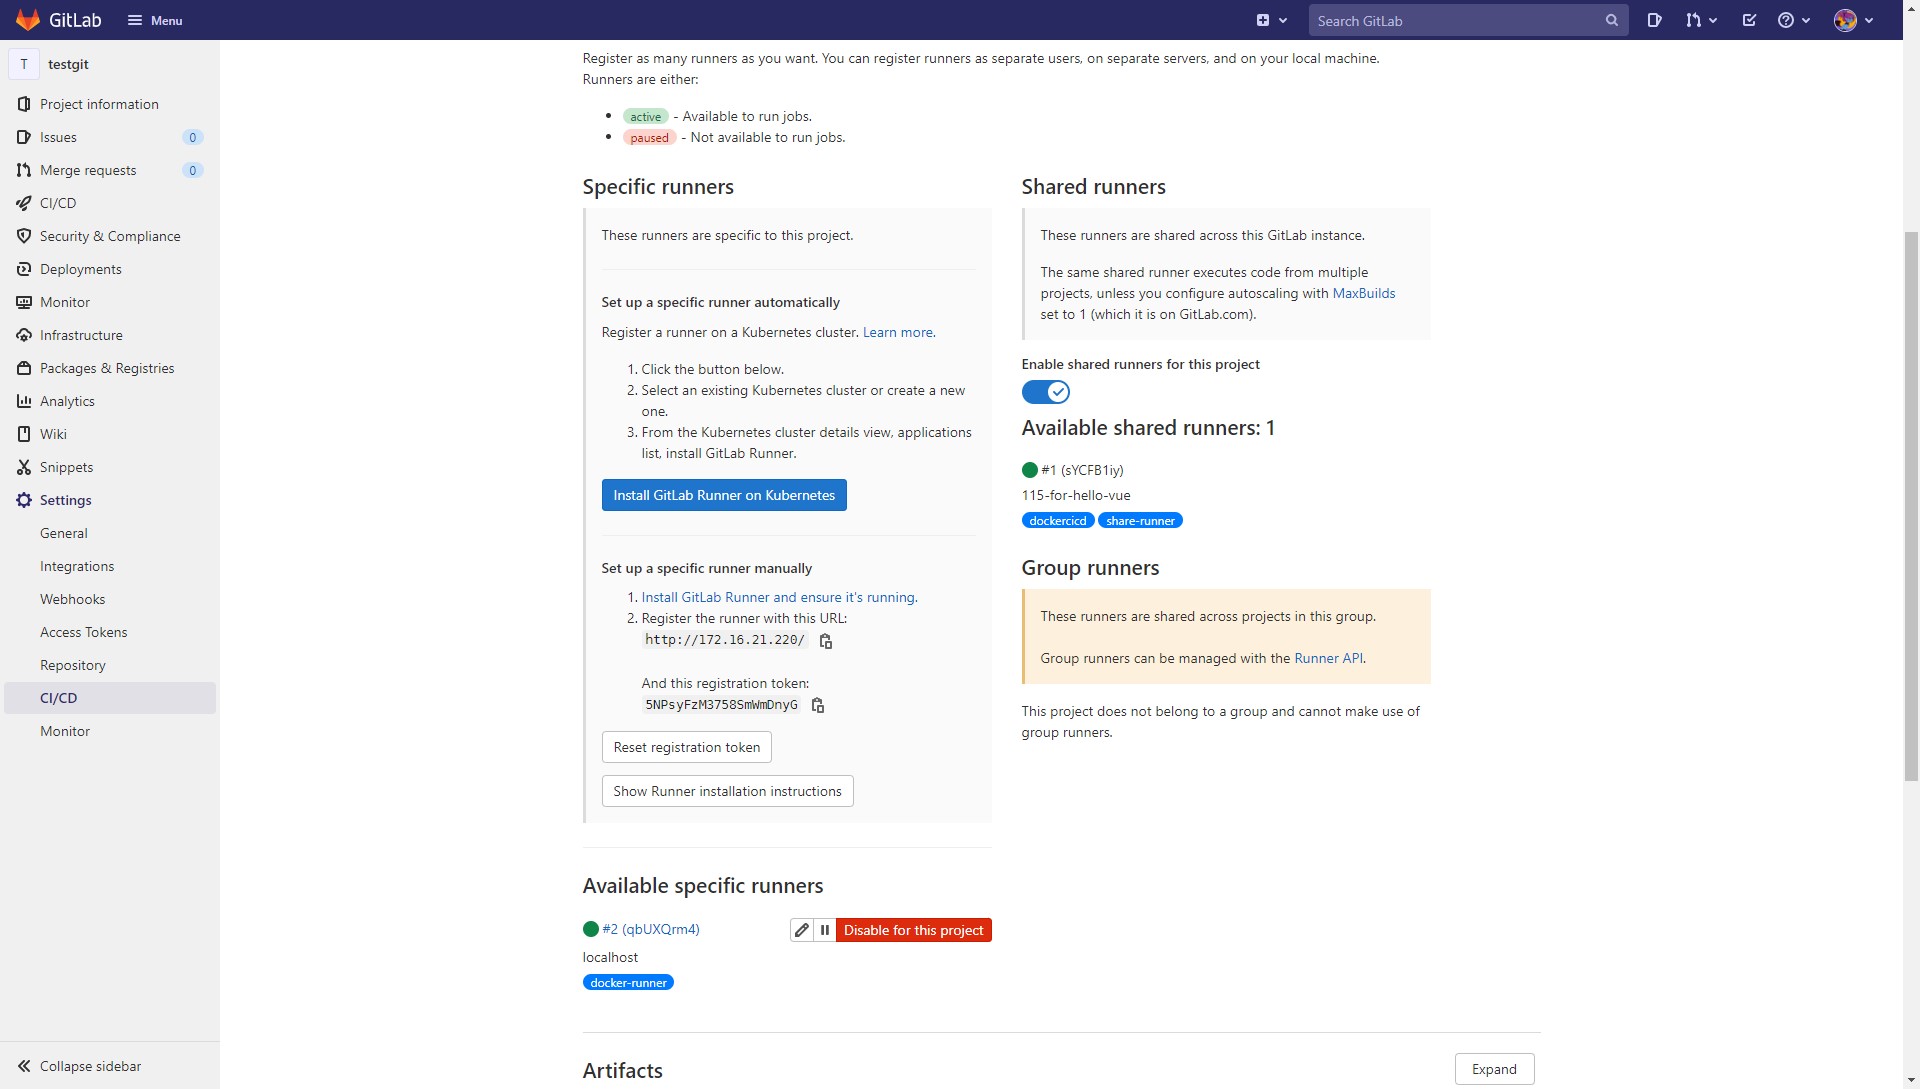 GitLab
Menu
Search GitLab
T
testgit
Project information
Issues
0
Merge requests
0
CI/CD
Security & Compliance
Deployments
Monitor
Infrastructure
Packages & Registries
Analytics
Wiki
Snippets
Settings
General
Integrations
Webhooks
Access Tokens
Repository
CI/CD
Monitor
Collapse sidebar
Register as many runners as you want. You can register runners as separate users, on separate servers, and on your local machine.
Runners are either:
active - Available to run jobs.
paused - Not available to run jobs.
Specific runners
These runners are specific to this project.
Set up a specific runner automatically
Register a runner on a Kubernetes cluster. Learn more.
1. Click the button below.
2. Select an existing Kubernetes cluster or create a new
one.
3. From the Kubernetes cluster details view, applications
list, install GitLab Runner.
Install GitLab Runner on Kubernetes
Set up a specific runner manually
1. Install GitLab Runner and ensure it's running.
2. Register the runner with this URL:
http://172.16.21.220/
And this registration token:
5NPsyFzM3758SmWmDnyG
Reset registration token
Show Runner installation instructions
Available specific runners
#2 (qbUXQrm4)
Disable for this project
localhost
docker-runner
Shared runners
These runners are shared across this GitLab instance.
The same shared runner executes code from multiple
projects, unless you configure autoscaling with MaxBuilds
set to 1 (which it is on GitLab.com).
Enable shared runners for this project
Available shared runners: 1
#1 (sYCFB1iy)
115-for-hello-vue
dockercicd share-runner
Group runners
These runners are shared across projects in this group.
Group runners can be managed with the Runner API.
This project does not belong to a group and cannot make use of
group runners.
Artifacts
Expand